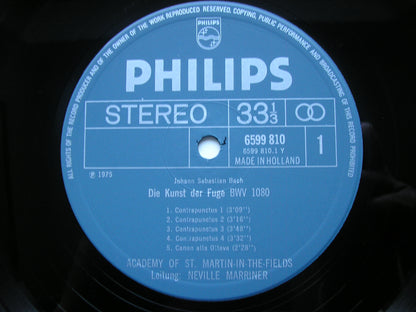 ALL RIGHTS OF THE RECORD PRODUCER AND OF THE OWNER OF THE WORK REPRODUCED RESERVED. COPYING, PUBLIC PERFORMANCE AND BROADCASTING OF THIS RECORD PROHIBITED
PHILIPS
PHILIPS
STEREO 33 1/3
6599 810
6599 810.1 Y
MADE IN HOLLAND
1
℗ 1975
Johann Sebastian Bach
Die Kunst der Fuge BWV 1080
1. Contrapunctus 1 (3'09")
2. Contrapunctus 2 (3'16")
3. Contrapunctus 3 (3'48")
4. Contrapunctus 4 (3'32")
5. Canon alla Ottava (2'28")
ACADEMY OF ST. MARTIN-IN-THE-FIELDS
Leitung: NEVILLE MARRINER